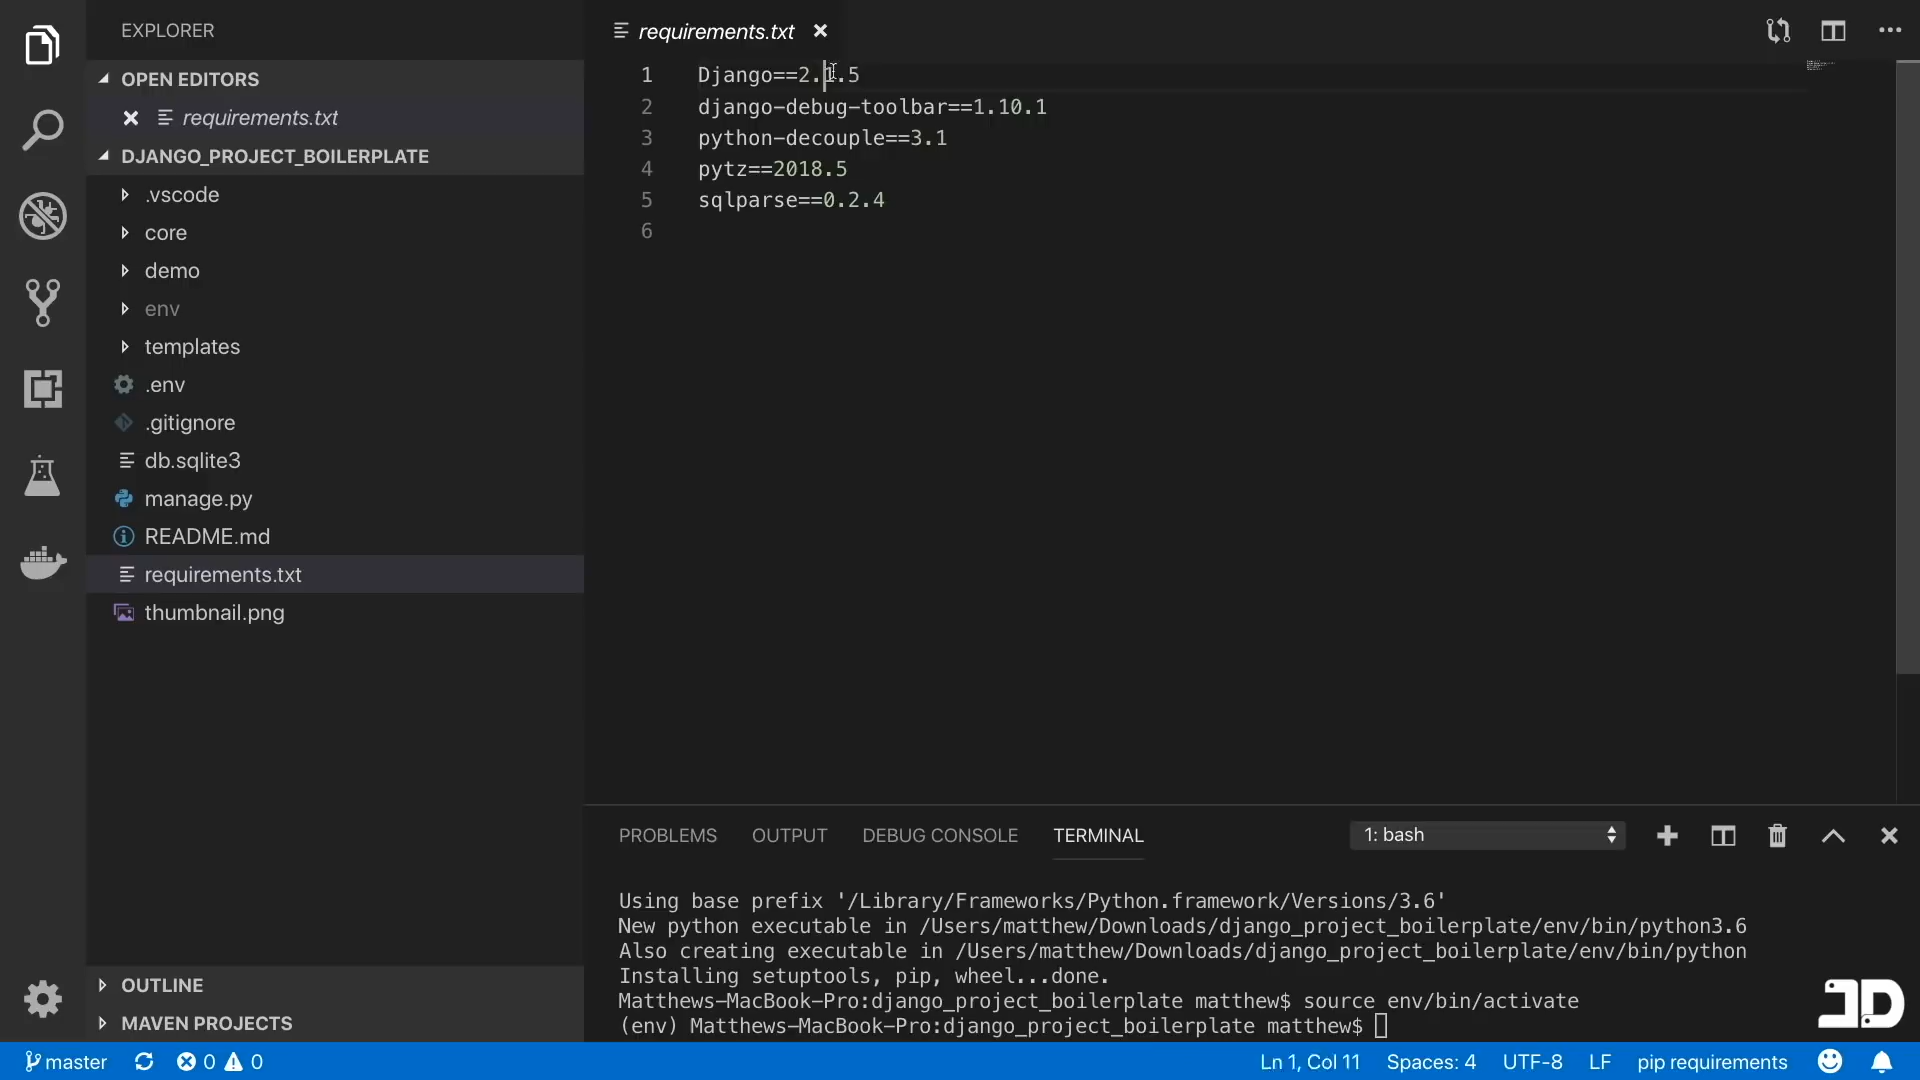 EXPLORER
OPEN EDITORS
requirements.txt
DJANGO_PROJECT_BOILERPLATE
.vscode
core
demo
env
templates
.env
.gitignore
db.sqlite3
manage.py
README.md
requirements.txt
thumbnail.png
OUTLINE
MAVEN PROJECTS
requirements.txt
1 Django==2.1.5
2 django-debug-toolbar==1.10.1
3 python-decouple==3.1
4 pytz==2018.5
5 sqlparse==0.2.4
6
PROBLEMS OUTPUT DEBUG CONSOLE TERMINAL 1: bash
Using base prefix '/Library/Frameworks/Python.framework/Versions/3.6'
New python executable in /Users/matthew/Downloads/django_project_boilerplate/env/bin/python3.6
Also creating executable in /Users/matthew/Downloads/django_project_boilerplate/env/bin/python
Installing setuptools, pip, wheel...done.
Matthews-MacBook-Pro:django_project_boilerplate matthew$ source env/bin/activate
(env) Matthews-MacBook-Pro:django_project_boilerplate matthew$
master 0 0 Ln 1, Col 11 Spaces: 4 UTF-8 LF pip requirements